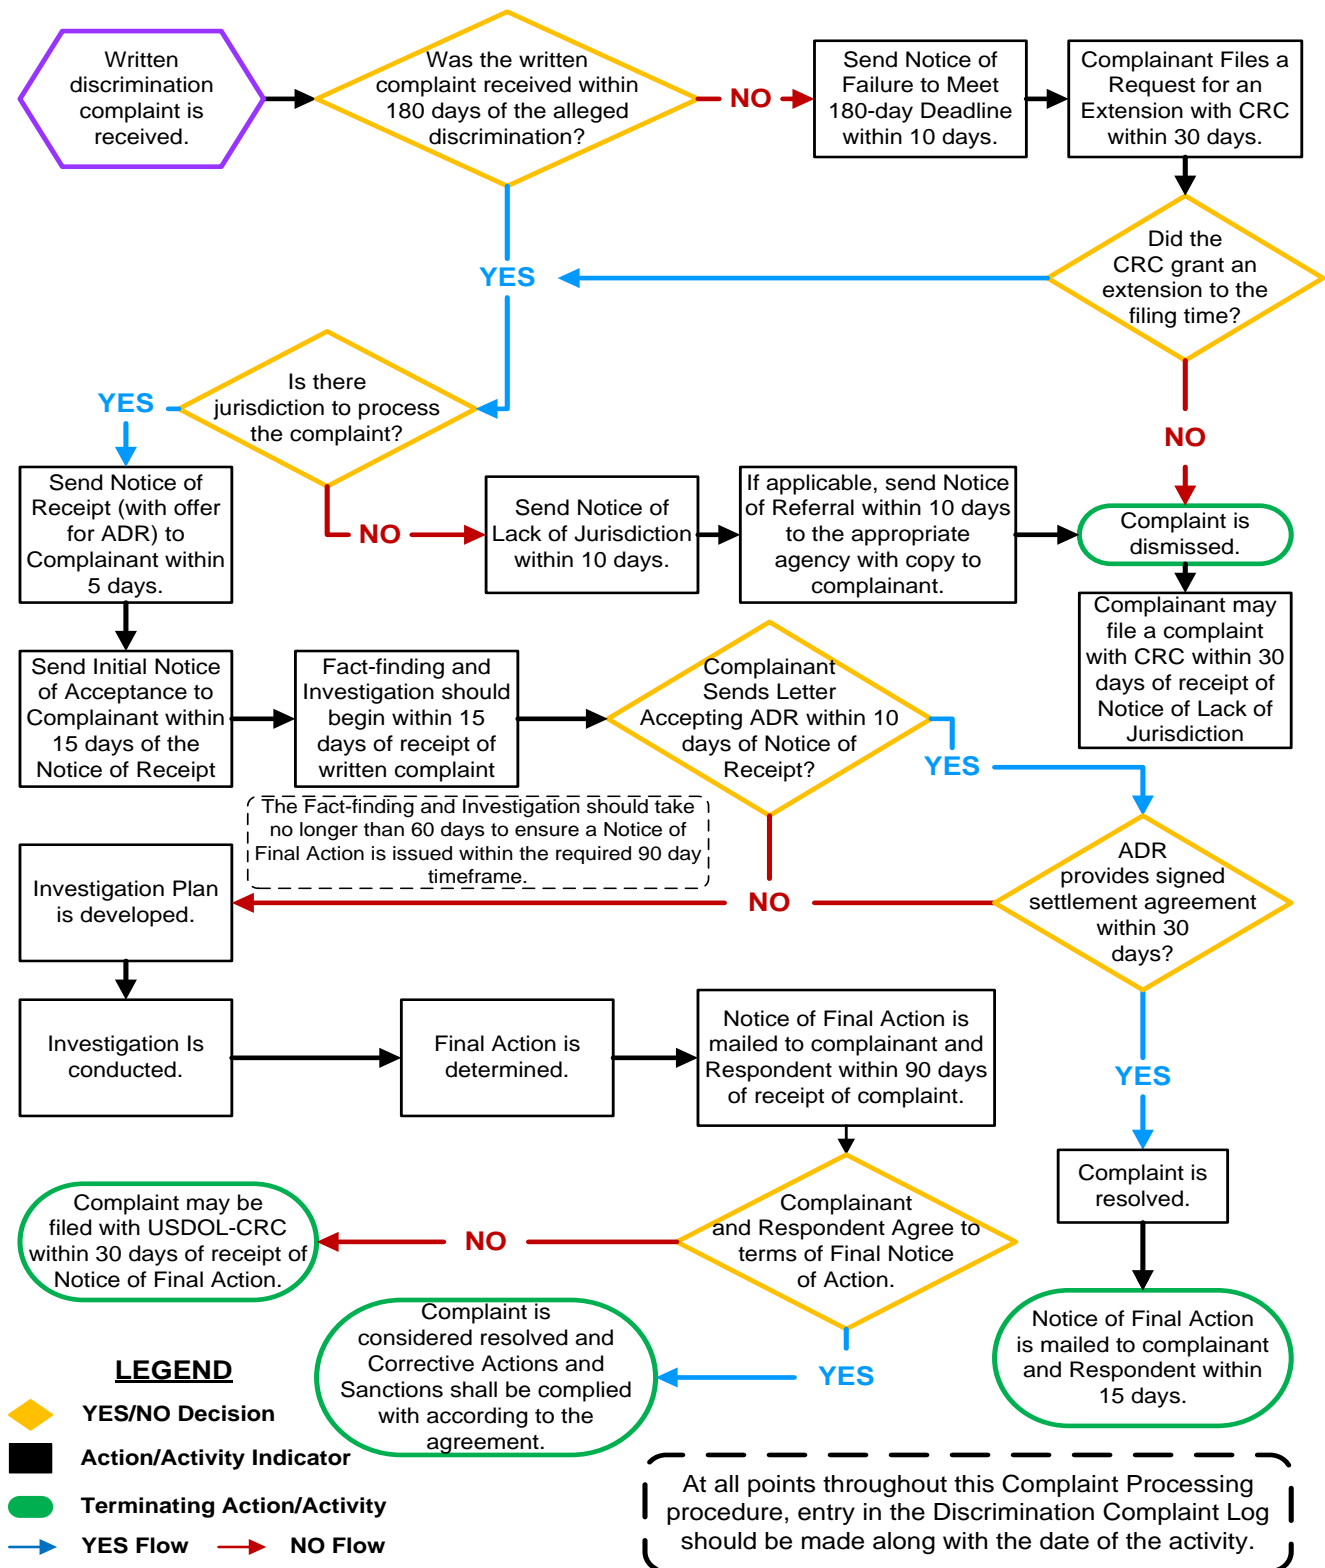 Written
discrimination
complaint is
received.
Was the written
complaint received within
180 days of the alleged
discrimination?
NO
Send Notice of
Failure to Meet
180-day Deadline
within 10 days.
Complainant Files a
Request for an
Extension with CRC
within 30 days.
YES
Did the
CRC grant an
extension to the
filing time?
Is there
jurisdiction to process
the complaint?
YES
NO
NO
Send Notice of
Receipt (with offer
for ADR) to
Complainant within
5 days.
Send Notice of
Lack of Jurisdiction
within 10 days.
If applicable, send Notice
of Referral within 10 days
to the appropriate
agency with copy to
complainant.
Complaint is
dismissed.
Complainant may
file a complaint
with CRC within 30
days of receipt of
Notice of Lack of
Jurisdiction
Send Initial Notice
of Acceptance to
Complainant within
15 days of the
Notice of Receipt
Fact-finding and
Investigation should
begin within 15
days of receipt of
written complaint
Complainant
Sends Letter
Accepting ADR within 10
days of Notice of
Receipt?
YES
The Fact-finding and Investigation should take
no longer than 60 days to ensure a Notice of
Final Action is issued within the required 90 day
timeframe.
ADR
provides signed
settlement agreement
within 30
days?
NO
Investigation Plan
is developed.
Investigation Is
conducted.
Final Action is
determined.
Notice of Final Action is
mailed to complainant and
Respondent within 90 days
of receipt of complaint.
YES
Complaint is
resolved.
Complainant
and Respondent Agree to
terms of Final Notice
of Action.
NO
Complaint may be
filed with USDOL-CRC
within 30 days of receipt of
Notice of Final Action.
YES
Complaint is
considered resolved and
Corrective Actions and
Sanctions shall be complied
with according to the
agreement.
Notice of Final Action
is mailed to complainant
and Respondent within
15 days.
LEGEND
YES/NO Decision
Action/Activity Indicator
Terminating Action/Activity
YES Flow
NO Flow
At all points throughout this Complaint Processing
procedure, entry in the Discrimination Complaint Log
should be made along with the date of the activity.